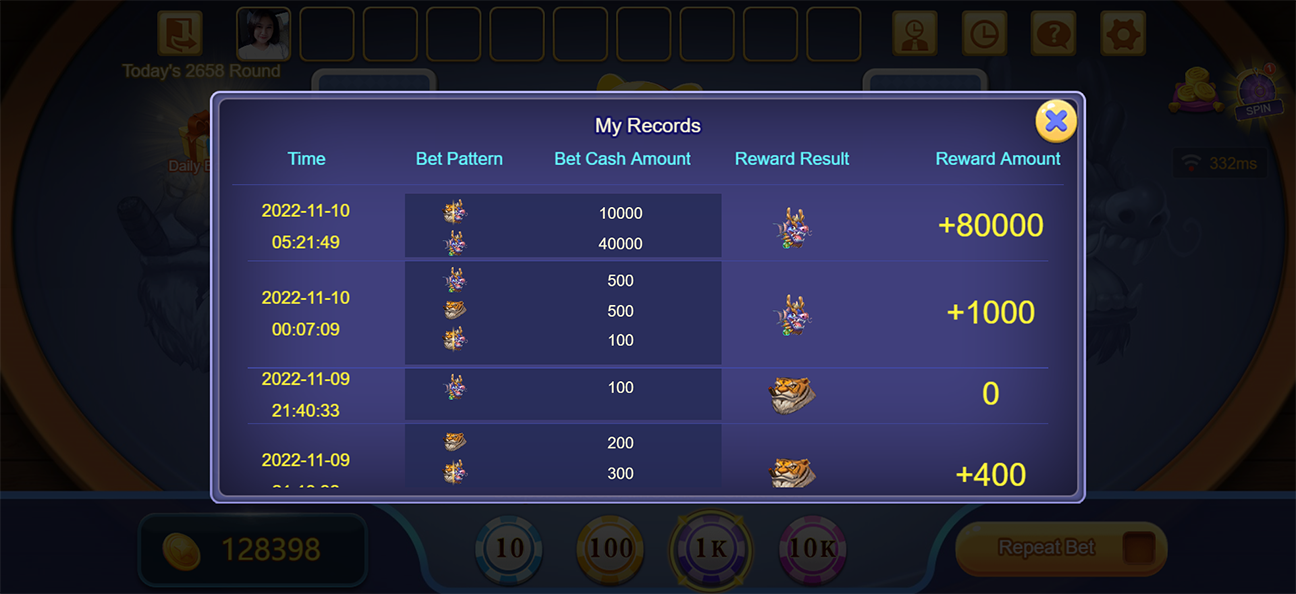 Today's 2658 Round
1
SPIN
My Records
Time Bet Pattern Bet Cash Amount Reward Result Reward Amount
Daily
332ms
2022-11-10
05:21:49
10000
40000
+80000
2022-11-10
00:07:09
500
500
100
+1000
2022-11-09
21:40:33
100
0
2022-11-09
200
300
+400
128398
10
100
1K
10K
Repeat Bet